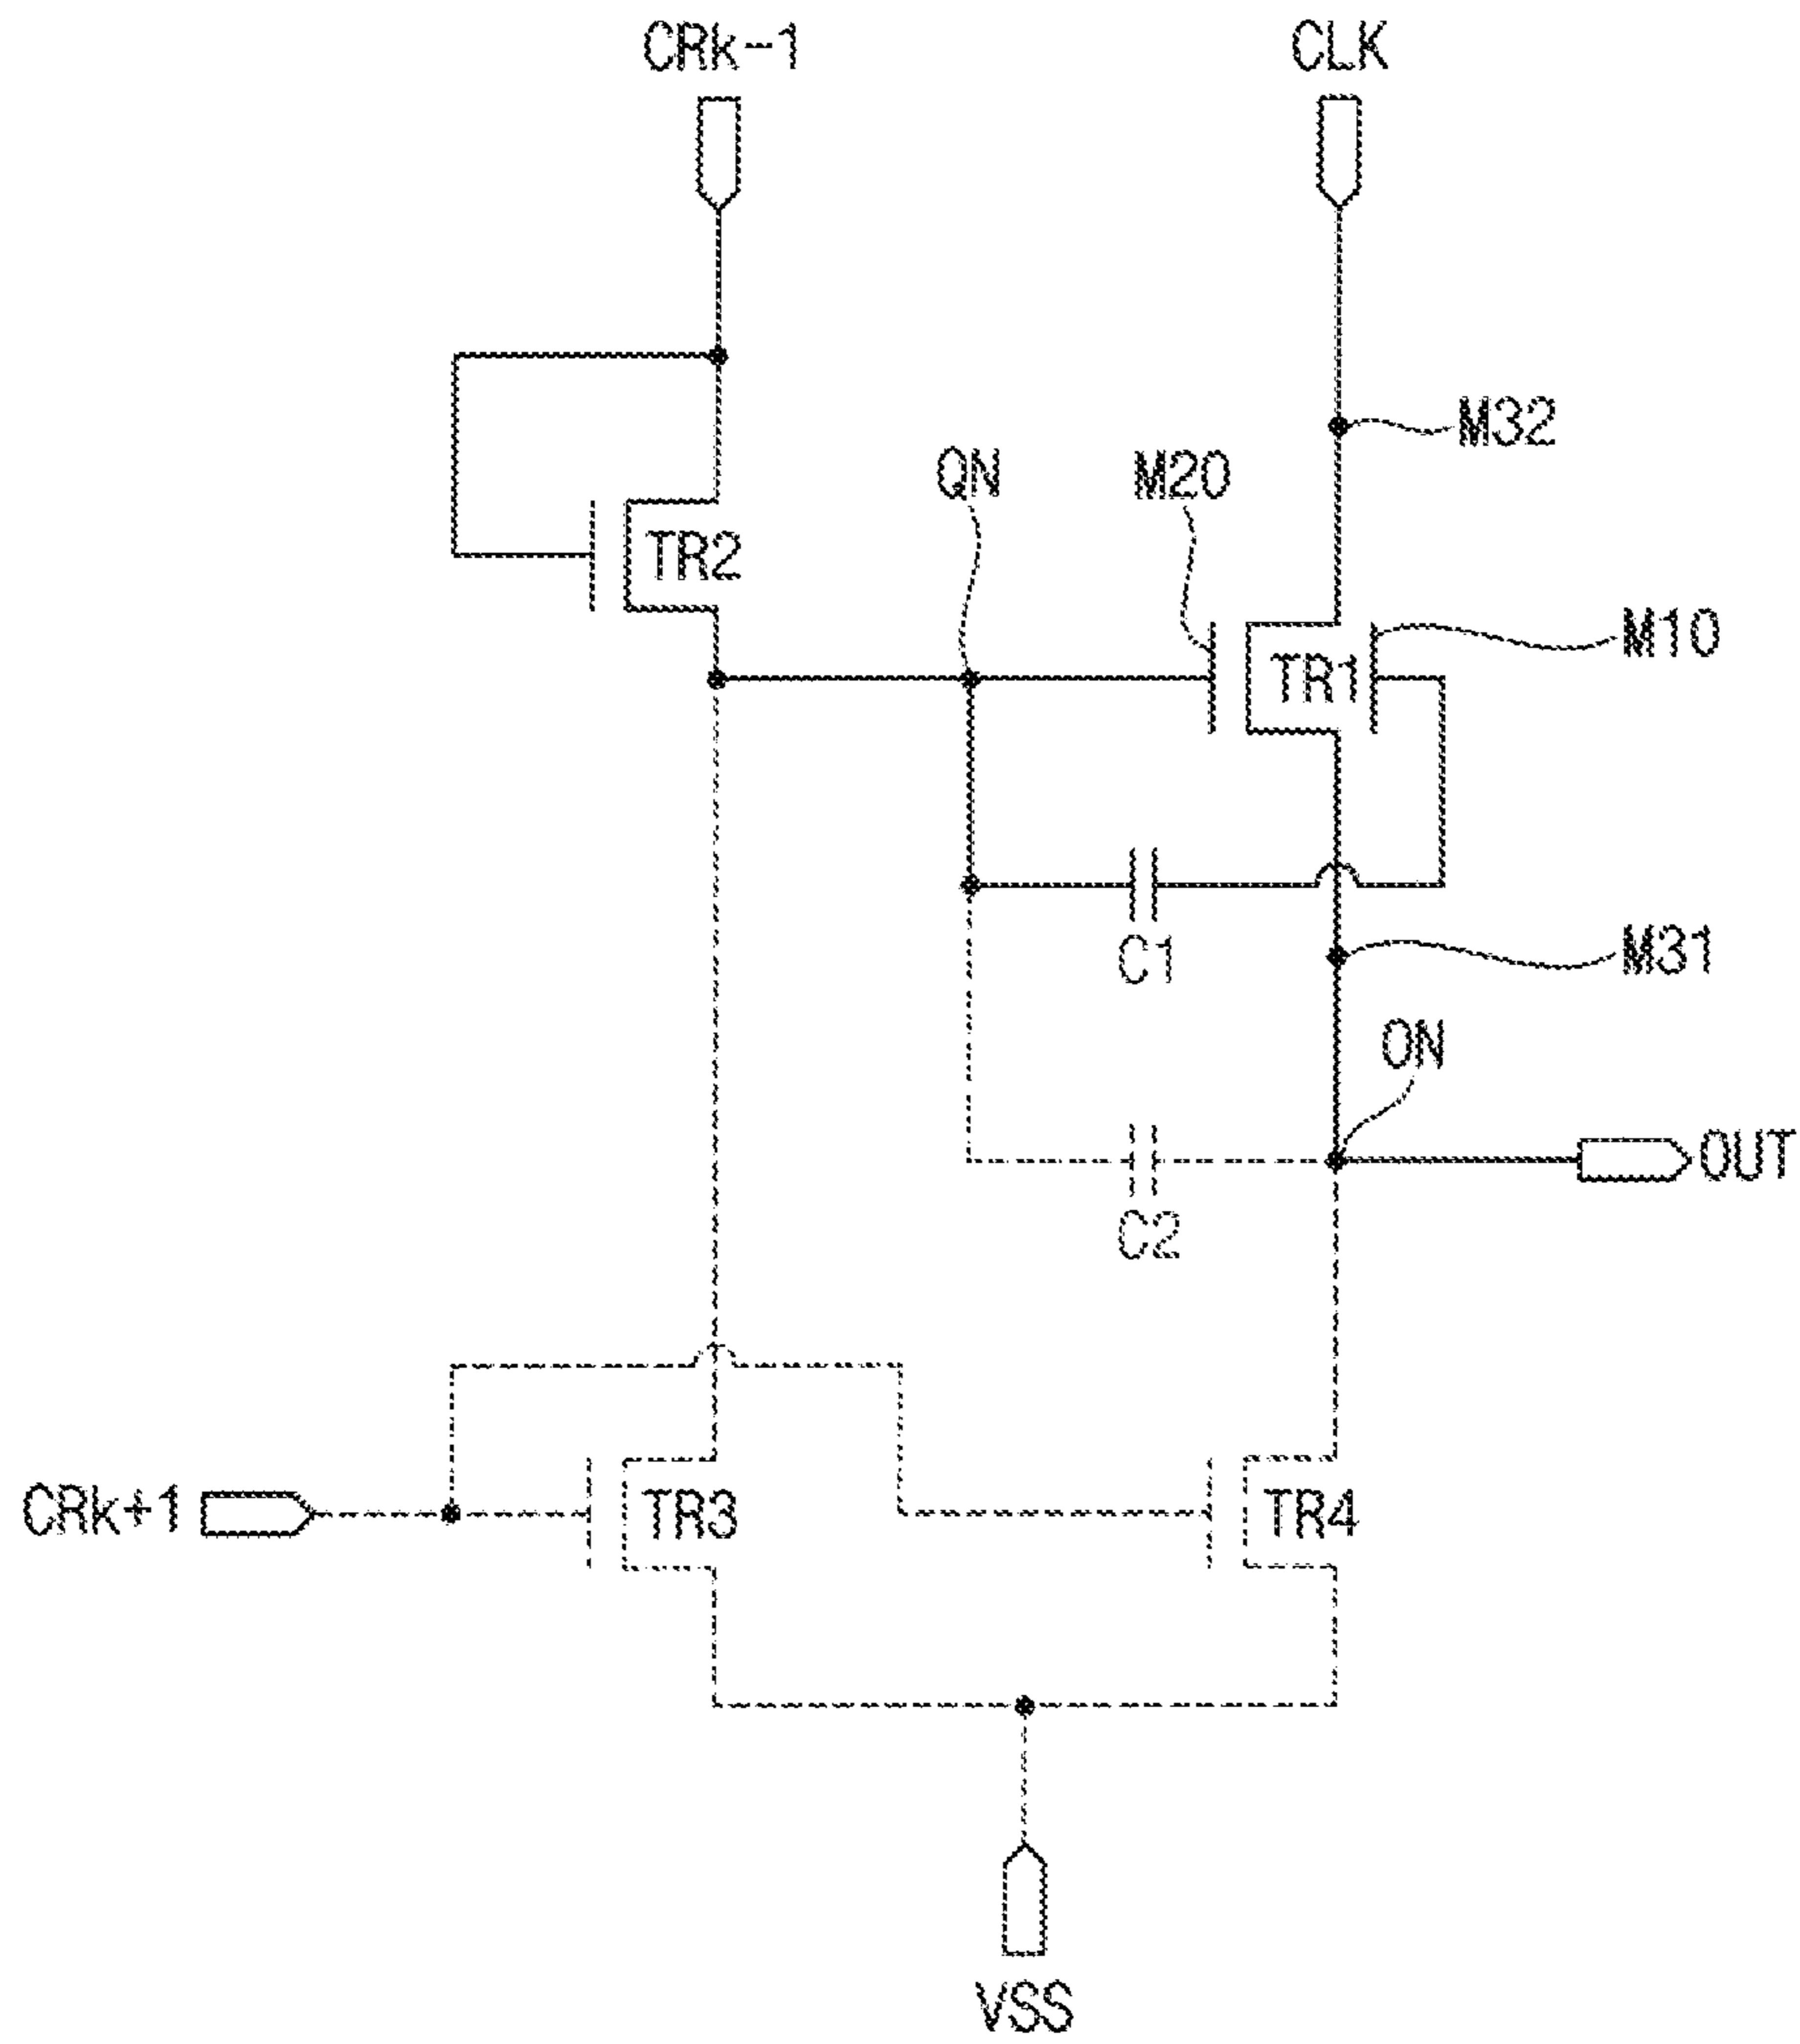 CRk-1
CLK
M32
QN
M20
TR2
M10
TR1
C1
M31
ON
OUT
C2
CRk+1
TR3
TR4
VSS